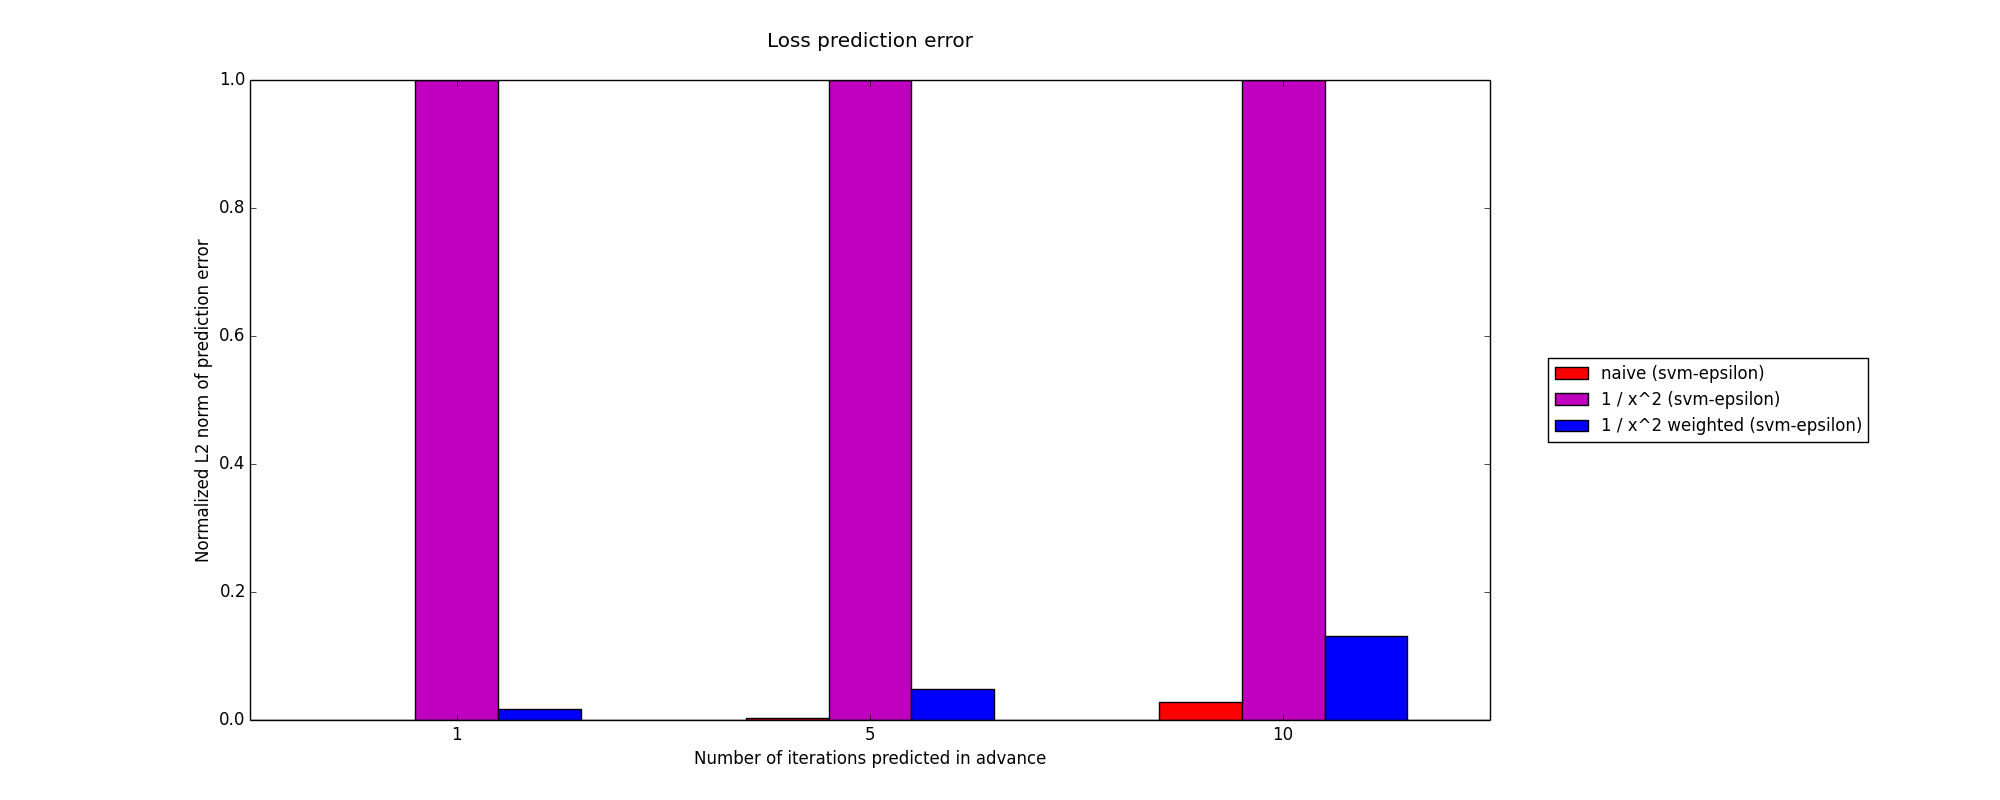 Loss prediction error
1.0
0.8
0.6
0.4
0.2
0.0
Normalized L2 norm of prediction error
1 5 10
Number of iterations predicted in advance
naive (svm-epsilon)
1 / x^2 (svm-epsilon)
1 / x^2 weighted (svm-epsilon)